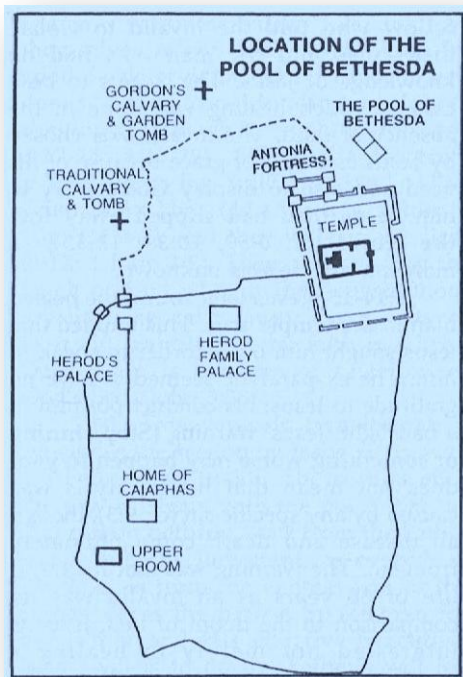 LOCATION OF THE
POOL OF BETHESDA
GORDON'S
CALVARY
& GARDEN
TOMB
THE POOL OF
BETHESDA
ANTONIA
FORTRESS
TRADITIONAL
CALVARY
& TOMB
TEMPLE
HEROD'S
PALACE
HEROD
FAMILY
PALACE
HOME OF
CAIAPHAS
UPPER
ROOM